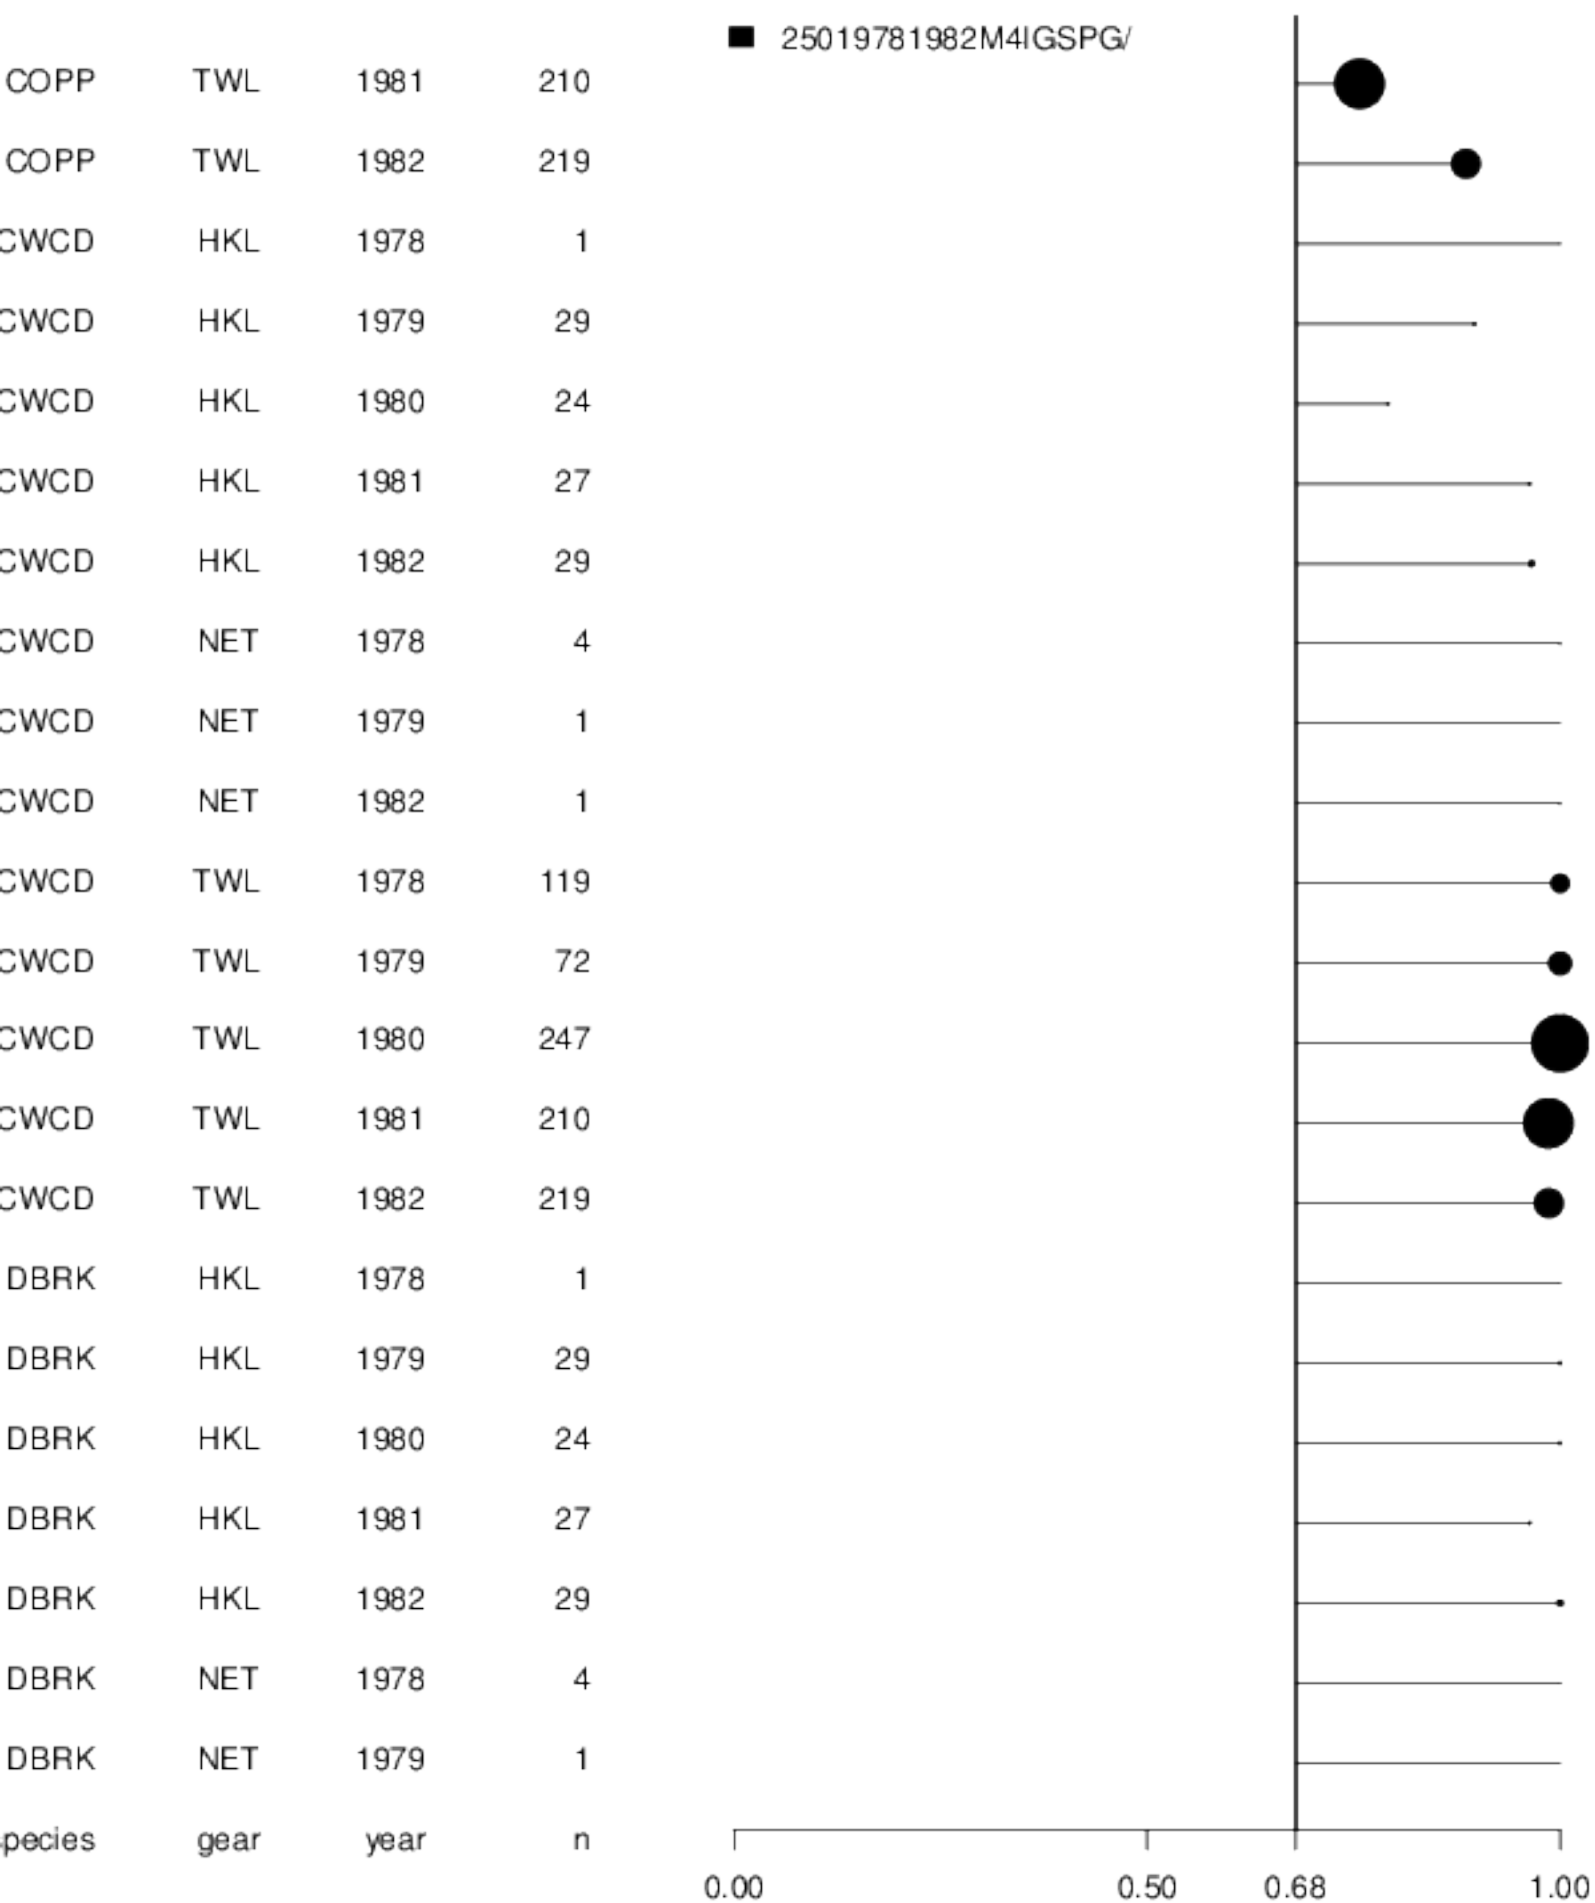 25019781982M4IGSPG/
COPP TWL 1981 210
COPP TWL 1982 219
CWCD HKL 1978 1
CWCD HKL 1979 29
CWCD HKL 1980 24
CWCD HKL 1981 27
CWCD HKL 1982 29
CWCD NET 1978 4
CWCD NET 1979 1
CWCD NET 1982 1
CWCD TWL 1978 119
CWCD TWL 1979 72
CWCD TWL 1980 247
CWCD TWL 1981 210
CWCD TWL 1982 219
DBRK HKL 1978 1
DBRK HKL 1979 29
DBRK HKL 1980 24
DBRK HKL 1981 27
DBRK HKL 1982 29
DBRK NET 1978 4
DBRK NET 1979 1
pecies gear year n
0.00 0.50 0.68 1.00